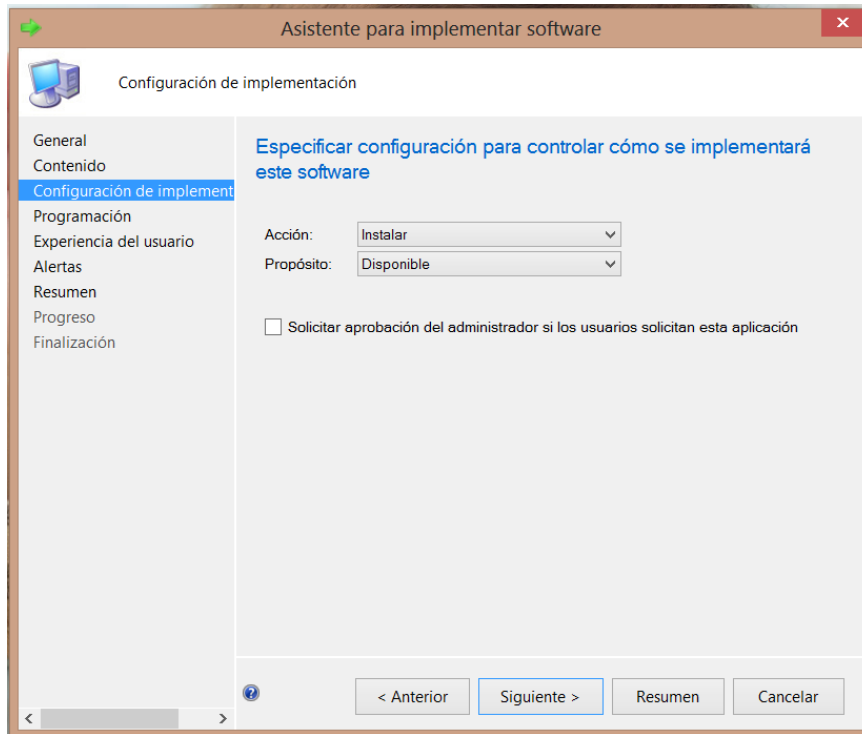 Asistente para implementar software
Configuración de implementación
General
Contenido
Configuración de implement
Programación
Experiencia del usuario
Alertas
Resumen
Progreso
Finalización
Especificar configuración para controlar cómo se implementará
este software
Acción: Instalar
Propósito: Disponible
Solicitar aprobación del administrador si los usuarios solicitan esta aplicación
< Anterior Siguiente > Resumen Cancelar